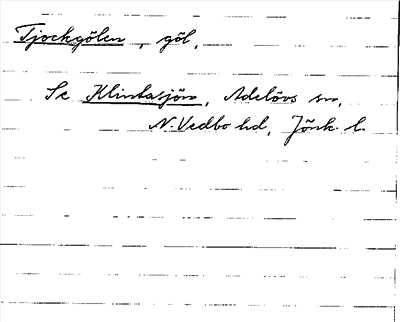 Tjockgölen, göl,
Se Klintasjön, Adelövs sn,
N. Vedbo hd, Jönk. l.